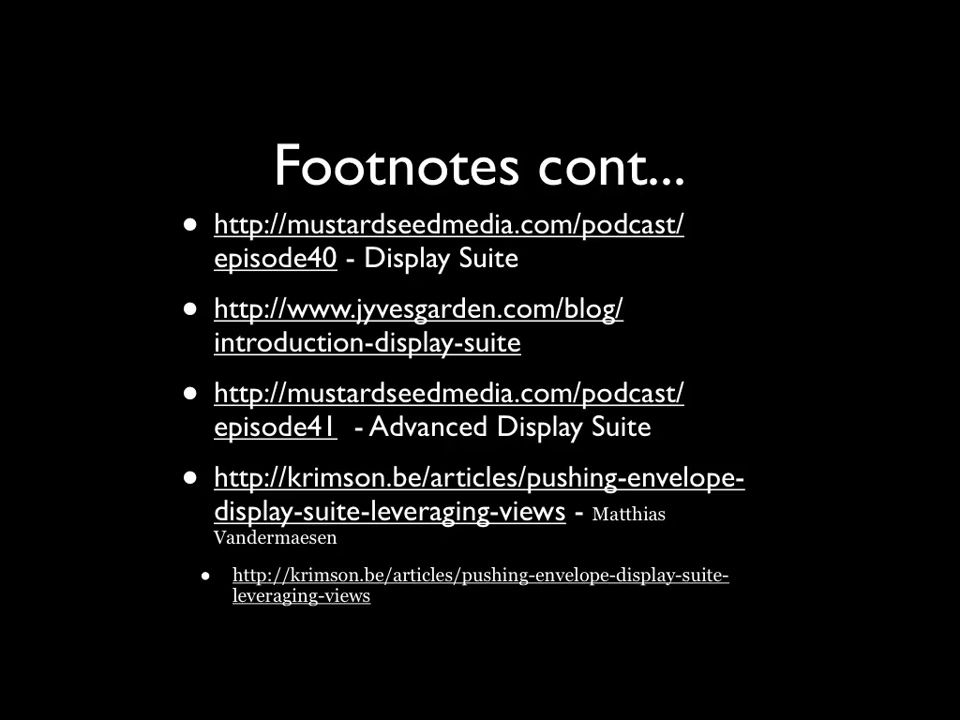 Footnotes cont...
• http://mustardseedmedia.com/podcast/
episode40 - Display Suite
• http://www.jyvesgarden.com/blog/
introduction-display-suite
• http://mustardseedmedia.com/podcast/
episode41 - Advanced Display Suite
• http://krimson.be/articles/pushing-envelope-
display-suite-leveraging-views - Matthias
Vandermaesen
• http://krimson.be/articles/pushing-envelope-display-suite-
leveraging-views